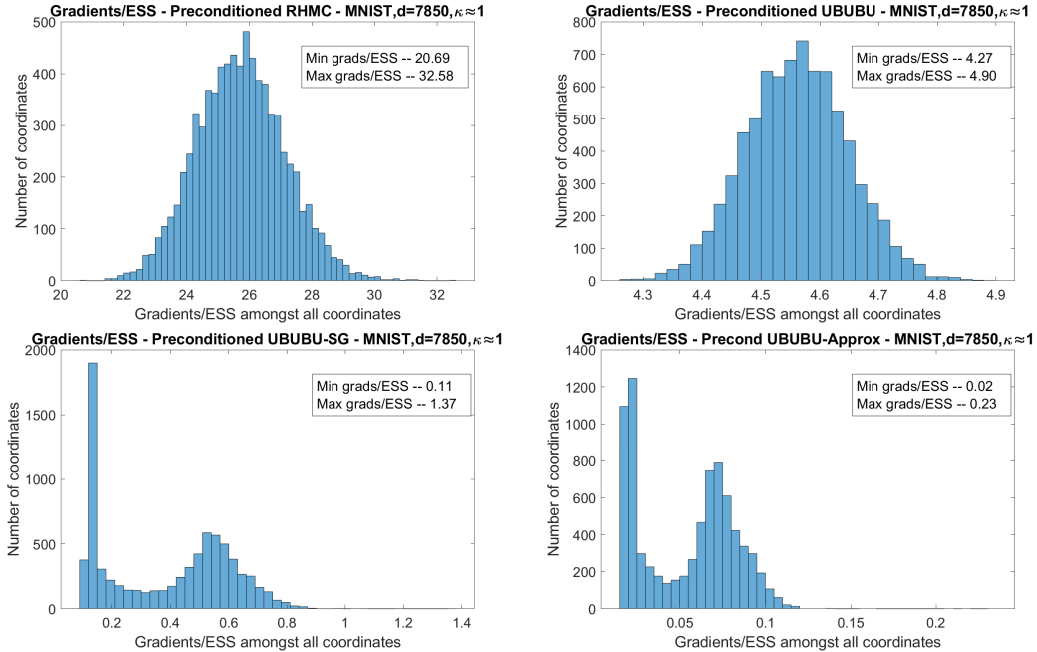 Gradients/ESS - Preconditioned RHMC - MNIST,d=7850,κ≈1
500
400
300
200
100
0
Number of coordinates
Min grads/ESS -- 20.69
Max grads/ESS -- 32.58
20 22 24 26 28 30 32
Gradients/ESS amongst all coordinates
Gradients/ESS - Preconditioned UBUBU - MNIST,d=7850,κ≈1
800
700
600
500
400
300
200
100
0
Number of coordinates
Min grads/ESS -- 4.27
Max grads/ESS -- 4.90
4.3 4.4 4.5 4.6 4.7 4.8 4.9
Gradients/ESS amongst all coordinates
Gradients/ESS - Preconditioned UBUBU-SG - MNIST,d=7850,κ≈1
2000
1500
1000
500
0
Number of coordinates
Min grads/ESS -- 0.11
Max grads/ESS -- 1.37
0.2 0.4 0.6 0.8 1 1.2 1.4
Gradients/ESS amongst all coordinates
Gradients/ESS - Precond UBUBU-Approx - MNIST,d=7850,κ≈1
1400
1200
1000
800
600
400
200
0
Number of coordinates
Min grads/ESS -- 0.02
Max grads/ESS -- 0.23
0.05 0.1 0.15 0.2
Gradients/ESS amongst all coordinates